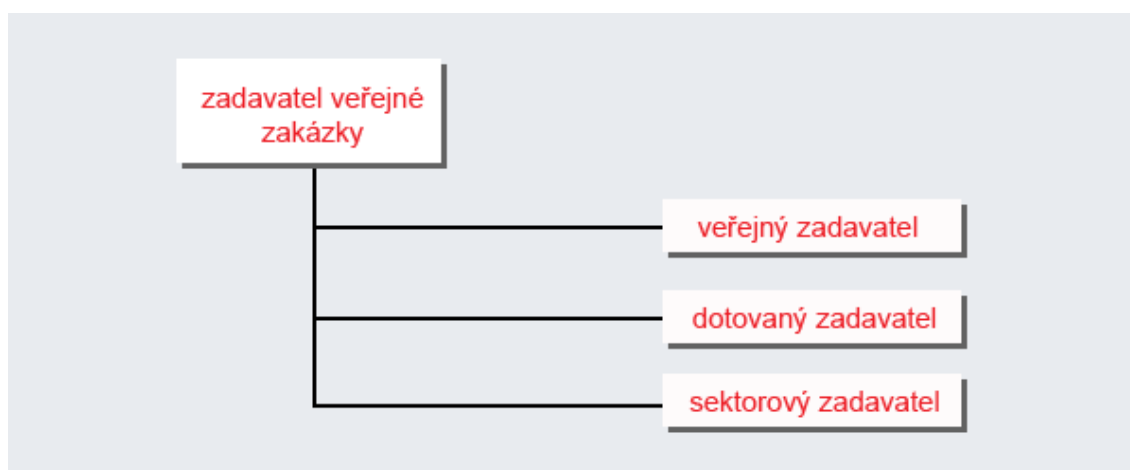 zadavatel veřejné
zakázky
veřejný zadavatel
dotovaný zadavatel
sektorový zadavatel